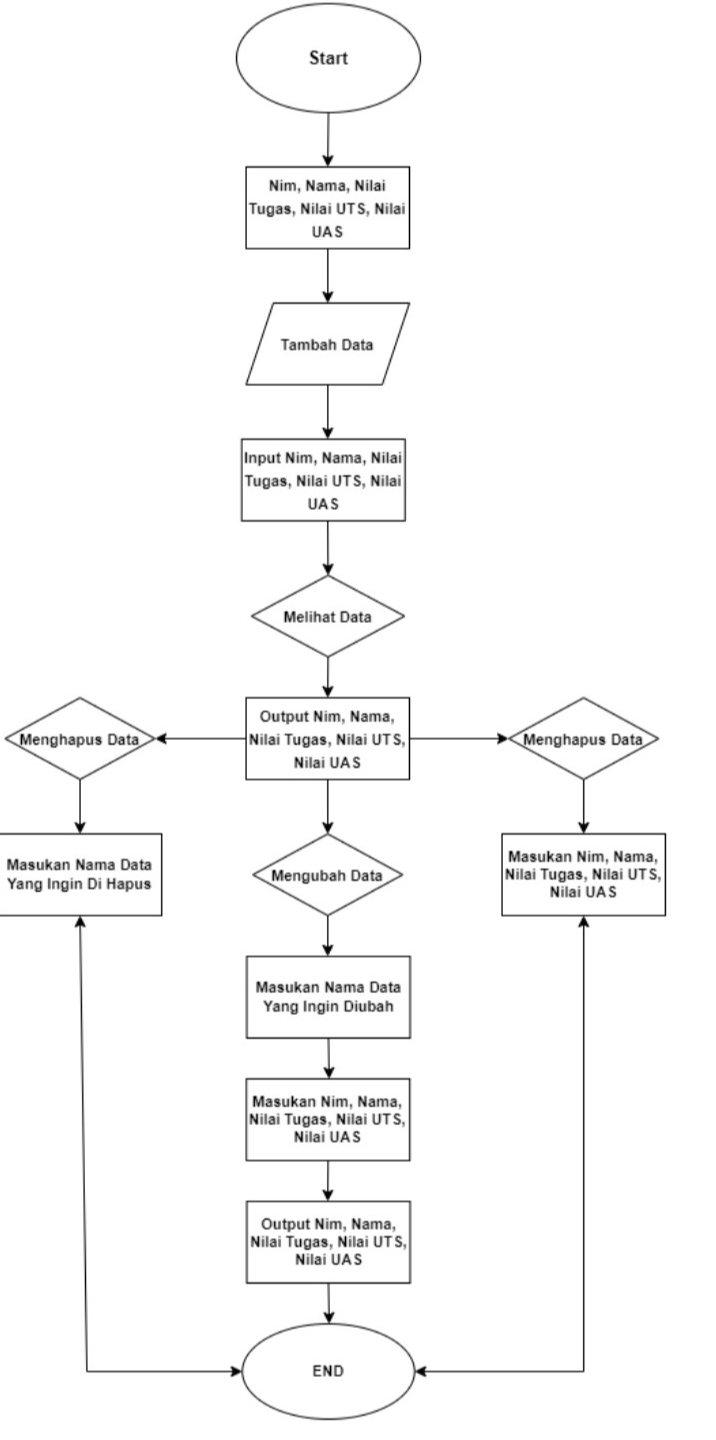 Start
Nim, Nama, Nilai
Tugas, Nilai UTS, Nilai
UAS
Tambah Data
Input Nim, Nama, Nilai
Tugas, Nilai UTS, Nilai
UAS
Melihat Data
Output Nim, Nama,
Nilai Tugas, Nilai UTS,
Nilai UAS
Menghapus Data
Menghapus Data
Masukan Nama Data
Yang Ingin Di Hapus
Mengubah Data
Masukan Nim, Nama,
Nilai Tugas, Nilai UTS,
Nilai UAS
Masukan Nama Data
Yang Ingin Diubah
Masukan Nim, Nama,
Nilai Tugas, Nilai UTS,
Nilai UAS
Output Nim, Nama,
Nilai Tugas, Nilai UTS,
Nilai UAS
END